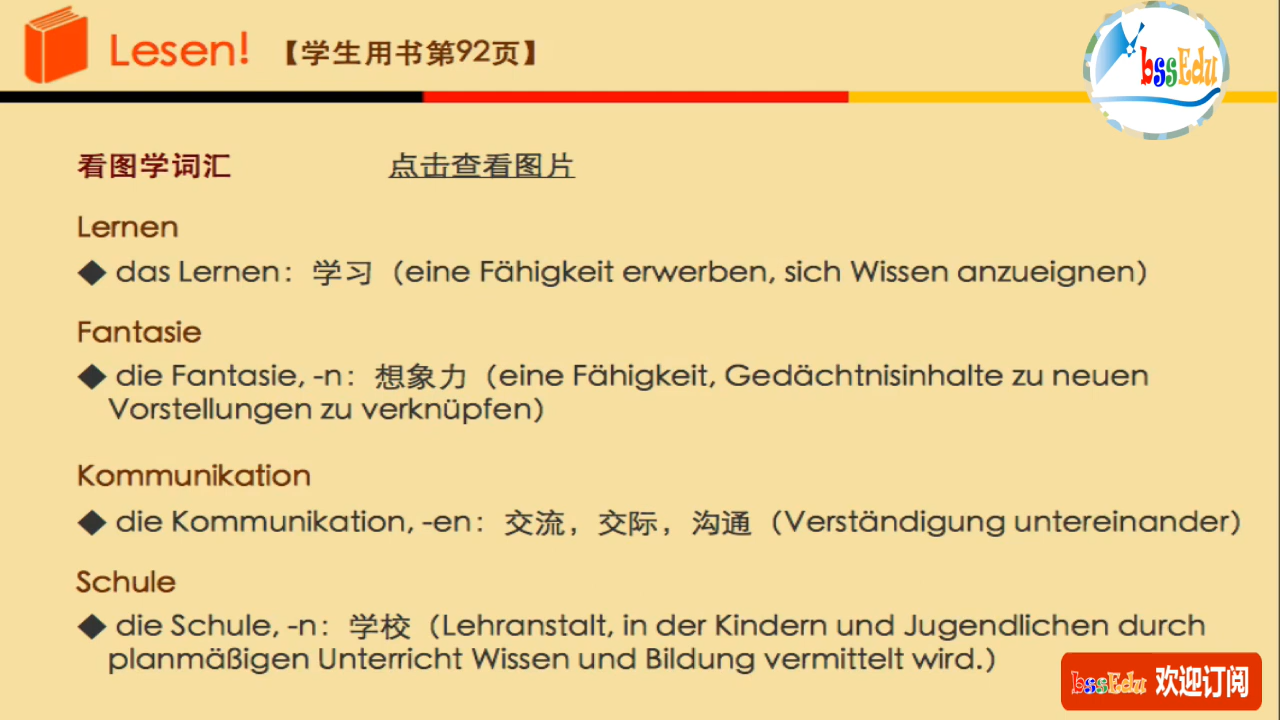 Lesen! 【学生用书第92页】
bssEdu
看图学词汇 点击查看图片
Lernen
◆ das Lernen：学习（eine Fähigkeit erwerben, sich Wissen anzueignen）
Fantasie
◆ die Fantasie, -n：想象力（eine Fähigkeit, Gedächtnisinhalte zu neuen
Vorstellungen zu verknüpfen）
Kommunikation
◆ die Kommunikation, -en：交流，交际，沟通（Verständigung untereinander）
Schule
◆ die Schule, -n：学校（Lehranstalt, in der Kindern und Jugendlichen durch
planmäßigen Unterricht Wissen und Bildung vermittelt wird.）
bssEdu 欢迎订阅